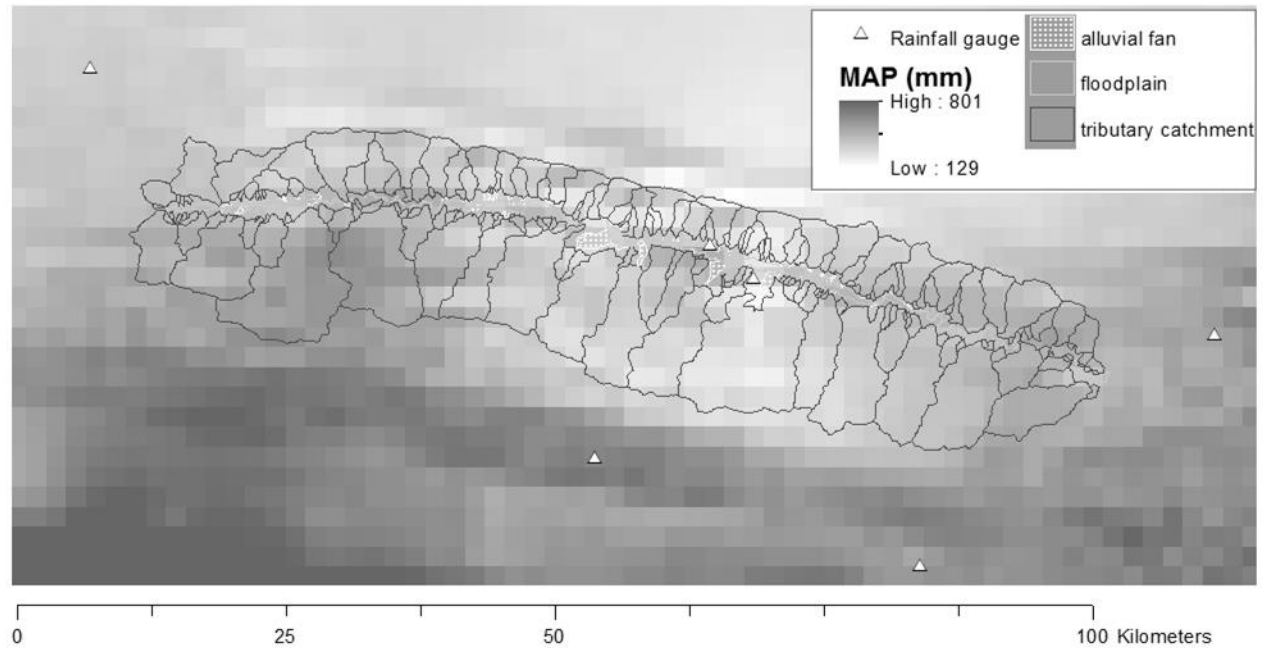 Rainfall gauge
MAP (mm)
High : 801
Low : 129
alluvial fan
floodplain
tributary catchment
0 25 50 100 Kilometers